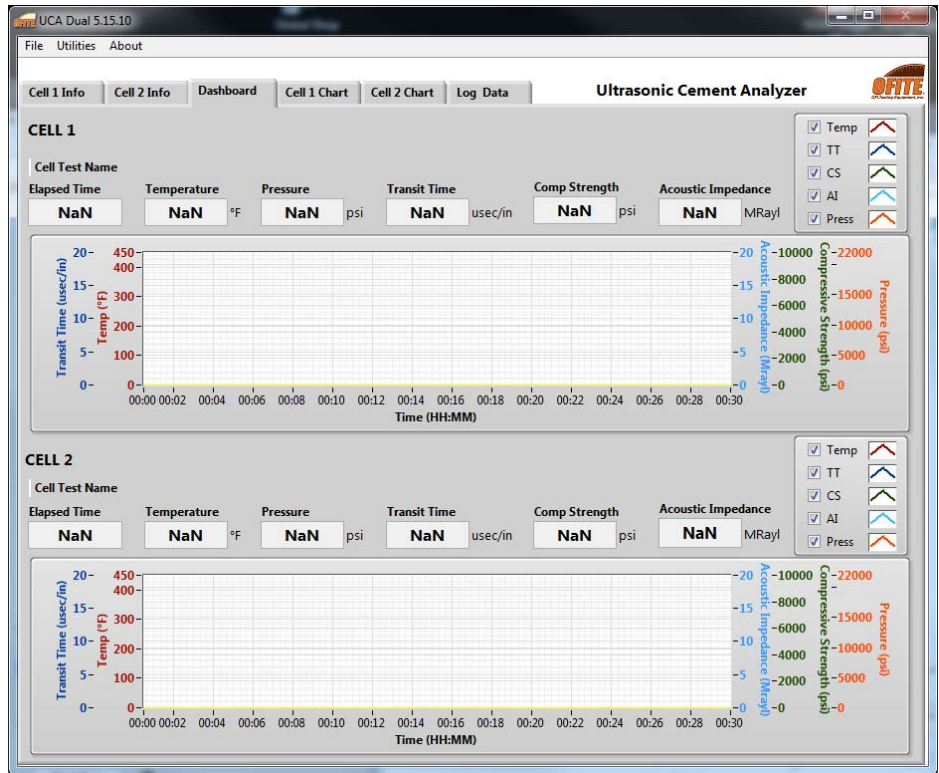 UCA Dual 5.15.10
File Utilities About
Cell 1 Info Cell 2 Info Dashboard Cell 1 Chart Cell 2 Chart Log Data Ultrasonic Cement Analyzer OFITE
CELL 1
Cell Test Name
Elapsed Time Temperature Pressure Transit Time Comp Strength Acoustic Impedance
NaN NaN °F NaN psi NaN usec/in NaN psi NaN MRayl
Temp
TT
CS
AI
Press
Transit Time (usec/in)
20
15
10
5
0
Temp (°F)
450
400
300
200
100
0
20
15
10
5
0
Acoustic Impedance (Mrayl)
10000
8000
6000
4000
2000
0
Compressive Strength (psi)
22000
15000
10000
5000
0
Pressure (psi)
00:00 00:02 00:04 00:06 00:08 00:10 00:12 00:14 00:16 00:18 00:20 00:22 00:24 00:26 00:28 00:30
Time (HH:MM)
CELL 2
Cell Test Name
Elapsed Time Temperature Pressure Transit Time Comp Strength Acoustic Impedance
NaN NaN °F NaN psi NaN usec/in NaN psi NaN MRayl
Temp
TT
CS
AI
Press
Transit Time (usec/in)
20
15
10
5
0
Temp (°F)
450
400
300
200
100
0
20
15
10
5
0
Acoustic Impedance (Mrayl)
10000
8000
6000
4000
2000
0
Compressive Strength (psi)
22000
15000
10000
5000
0
Pressure (psi)
00:00 00:02 00:04 00:06 00:08 00:10 00:12 00:14 00:16 00:18 00:20 00:22 00:24 00:26 00:28 00:30
Time (HH:MM)